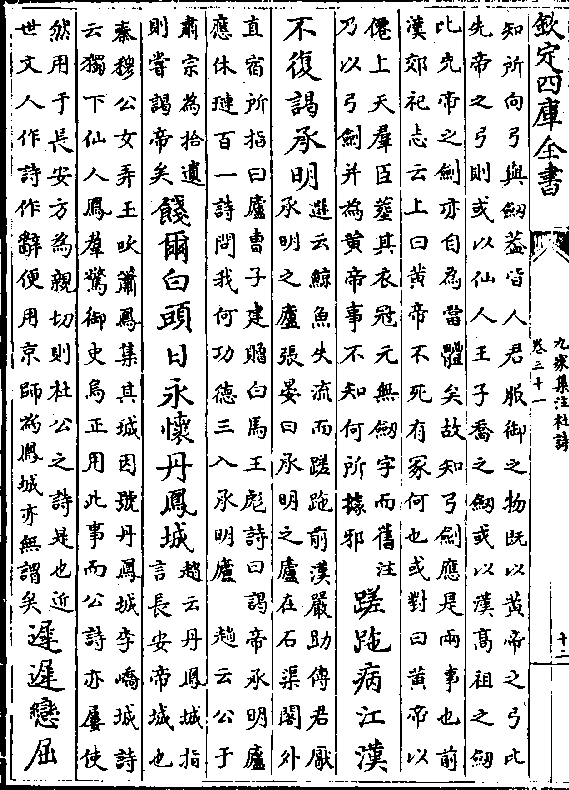 欽定四庫全書
九家集注杜詩
卷三十一
十二
知所向弓與劒葢皆人君服御之物既以黃帝之弓比
先帝之弓則或以仙人王子喬之劒或以漢高祖之劒
比先帝之劒亦自為當體矣故知弓劒應是兩事也前
漢郊祀志云上曰黃帝不死有冢何也或對曰黃帝以
僊上天羣臣葬其衣冠元無劒字而舊注
乃以弓劒并為黃帝事不知何所據邪
蹉跎病江漢
不復謁承明
選云鯨魚失流而蹉跎前漢嚴助傳君厭
承明之廬張晏曰承明之廬在石渠閣外
直宿所指曰廬曹子建贈白馬王彪詩曰謁帝承明廬
應休璉百一詩問我何功德三入承明廬 趙云公于
肅宗為拾遺
則嘗謁帝矣
餞爾白頭日永懷丹鳳城
趙云丹鳳城指
言長安帝城也
秦穆公女弄王吹簫鳳集其城因號丹鳳城李嶠城詩
云獨下仙人鳳羣驚御史烏正用此事而公詩亦屢使
然用于長安方為親切則杜公之詩是也近
世文人作詩作辭便用京師為鳳城亦無謂矣
遲遲戀屈